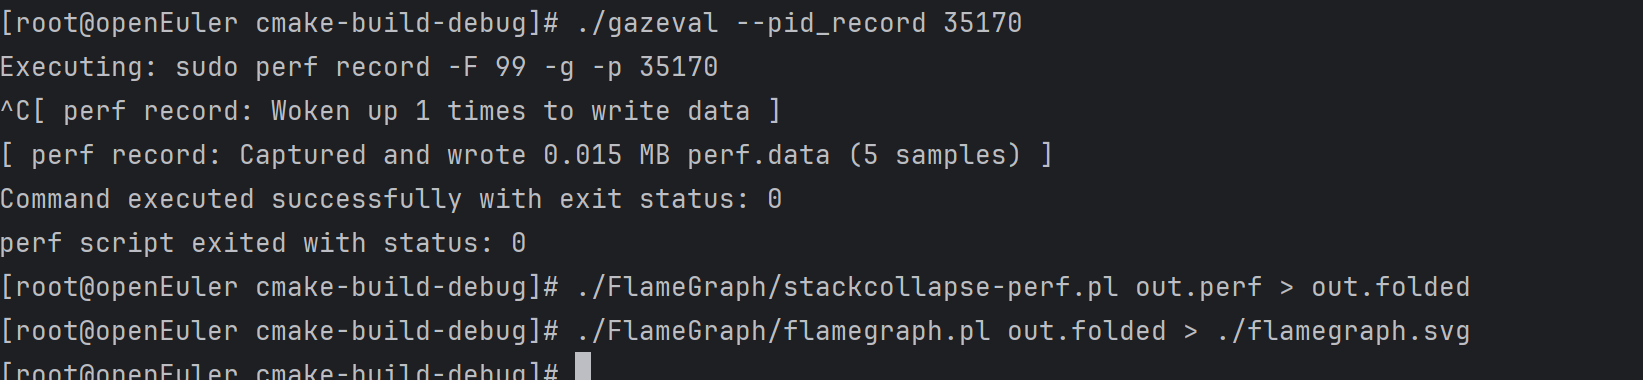 [root@openEuler cmake-build-debug]# ./gazeval --pid_record 35170
Executing: sudo perf record -F 99 -g -p 35170
^C[ perf record: Woken up 1 times to write data ]
[ perf record: Captured and wrote 0.015 MB perf.data (5 samples) ]
Command executed successfully with exit status: 0
perf script exited with status: 0
[root@openEuler cmake-build-debug]# ./FlameGraph/stackcollapse-perf.pl out.perf > out.folded
[root@openEuler cmake-build-debug]# ./FlameGraph/flamegraph.pl out.folded > ./flamegraph.svg
[root@openEuler cmake-build-debug]#